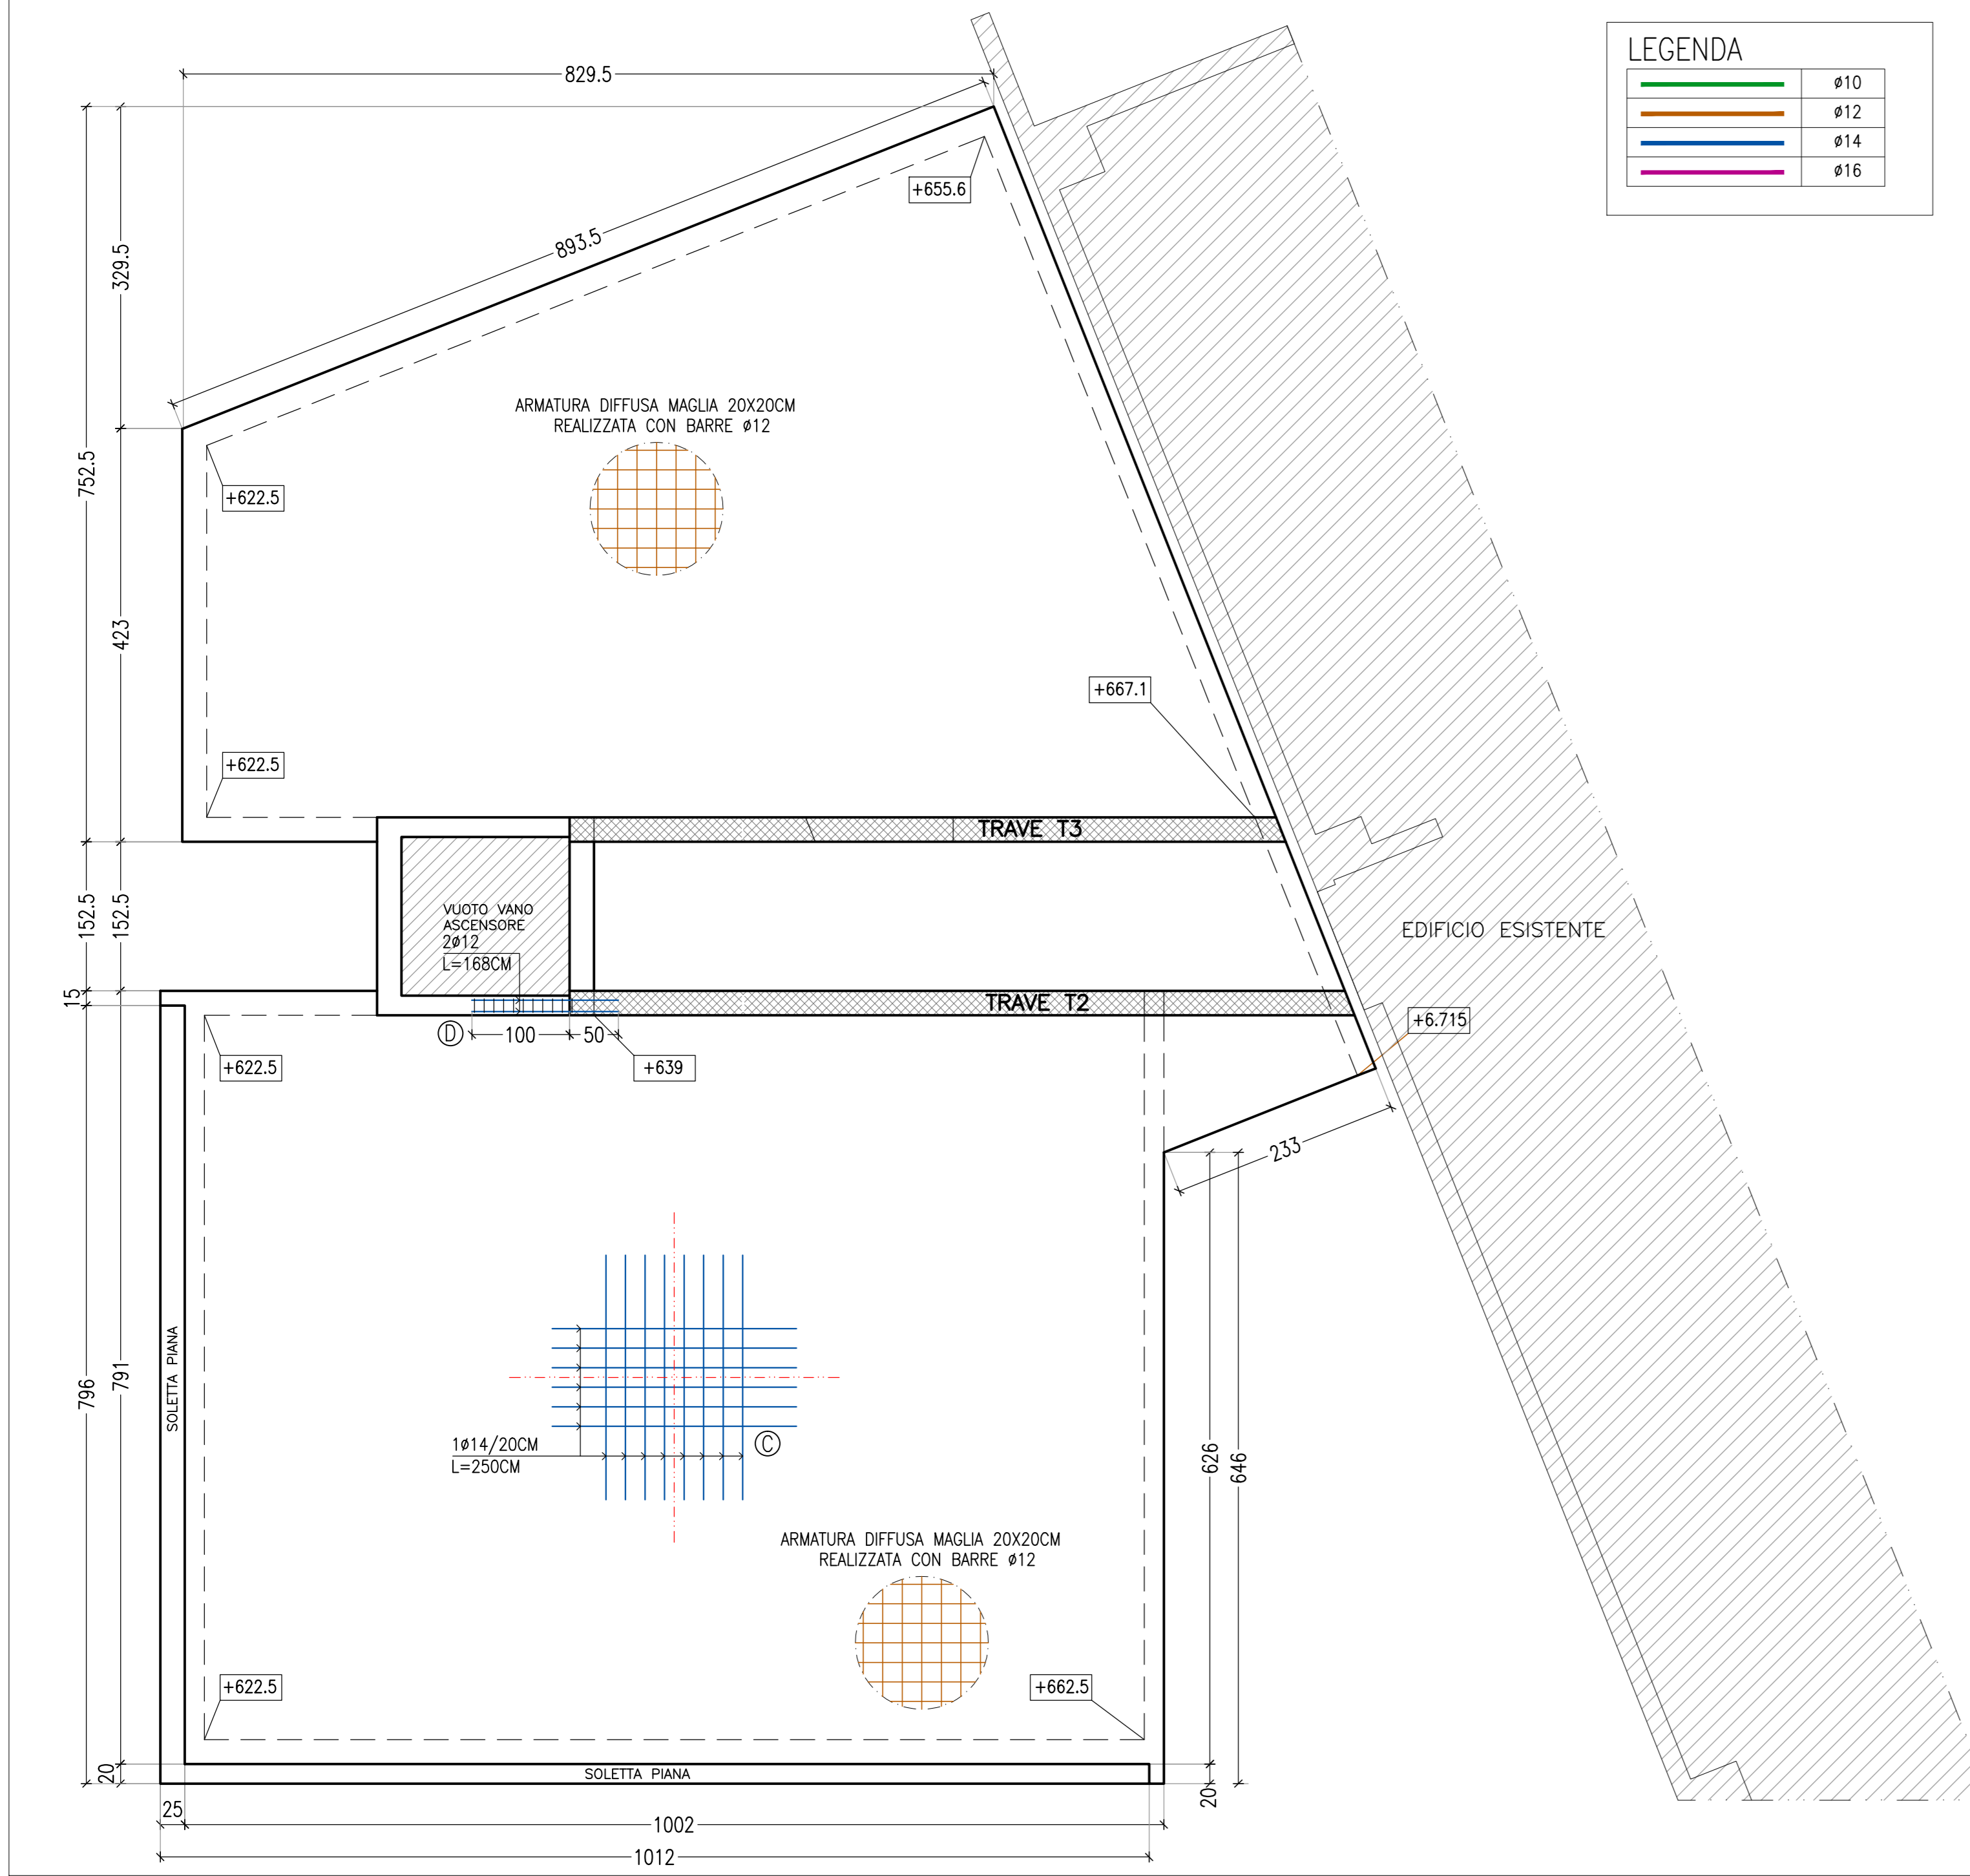 LEGENDA
ø10
ø12
ø14
ø16
829.5
893.5
+655.6
329.5
752.5
423
ARMATURA DIFFUSA MAGLIA 20X20CM
REALIZZATA CON BARRE ø12
+622.5
+667.1
+622.5
TRAVE T3
152.5
152.5
VUOTO VANO
ASCENSORE
2ø12
L=168CM
EDIFICIO ESISTENTE
15
TRAVE T2
+6.715
D
100
50
+622.5
+639
233
SOLETTA PIANA
796
791
1ø14/20CM
L=250CM
C
626
646
ARMATURA DIFFUSA MAGLIA 20X20CM
REALIZZATA CON BARRE ø12
+622.5
+662.5
20
SOLETTA PIANA
20
25
1002
1012